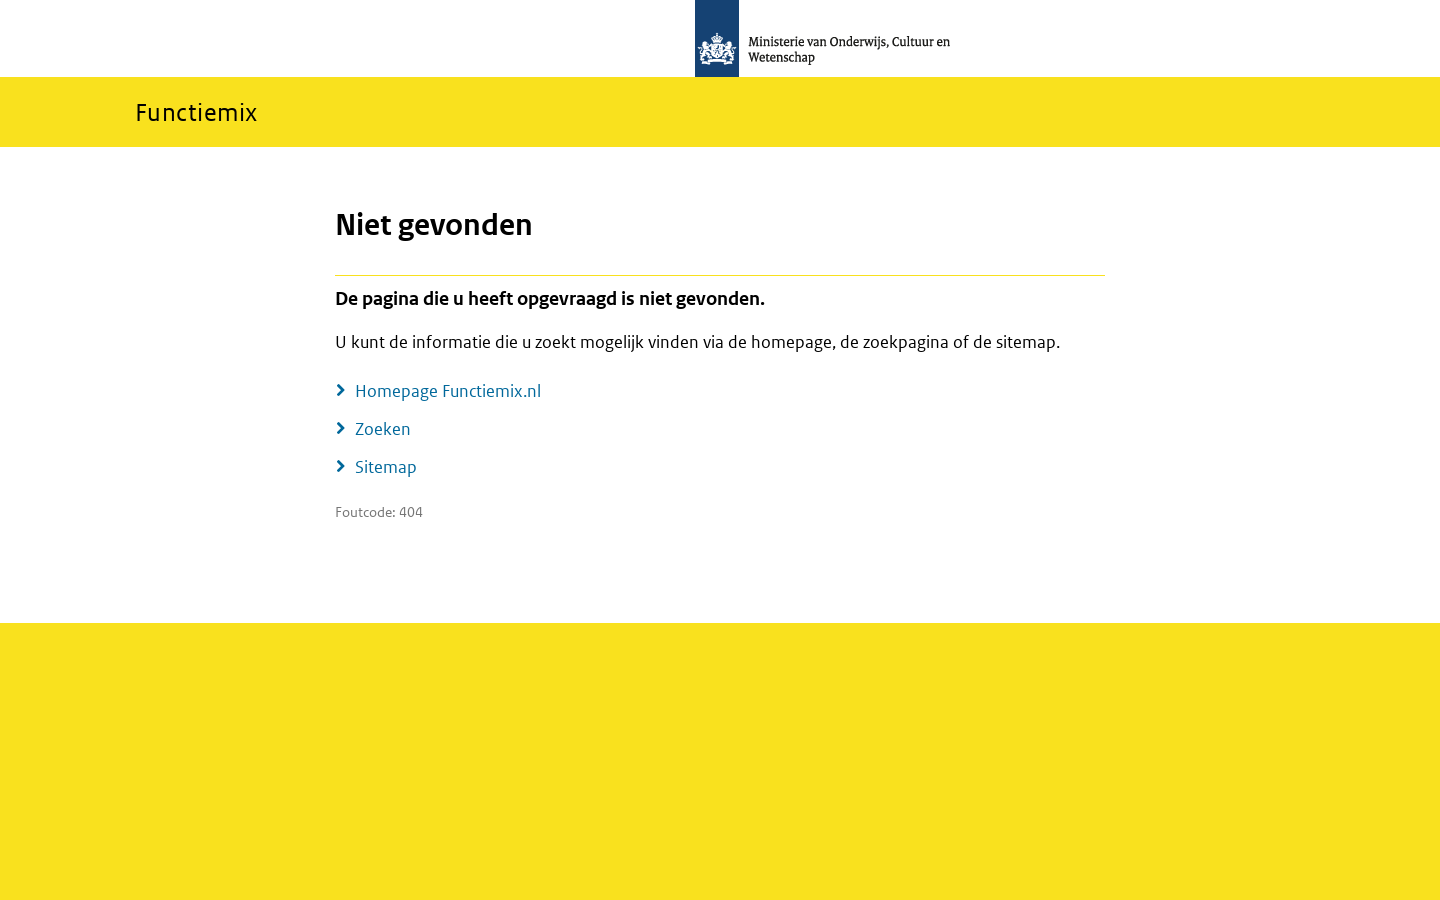 Ministerie van Onderwijs, Cultuur en
Wetenschap
Functiemix
Niet gevonden
De pagina die u heeft opgevraagd is niet gevonden.
U kunt de informatie die u zoekt mogelijk vinden via de homepage, de zoekpagina of de sitemap.
Homepage Functiemix.nl
Zoeken
Sitemap
Foutcode: 404